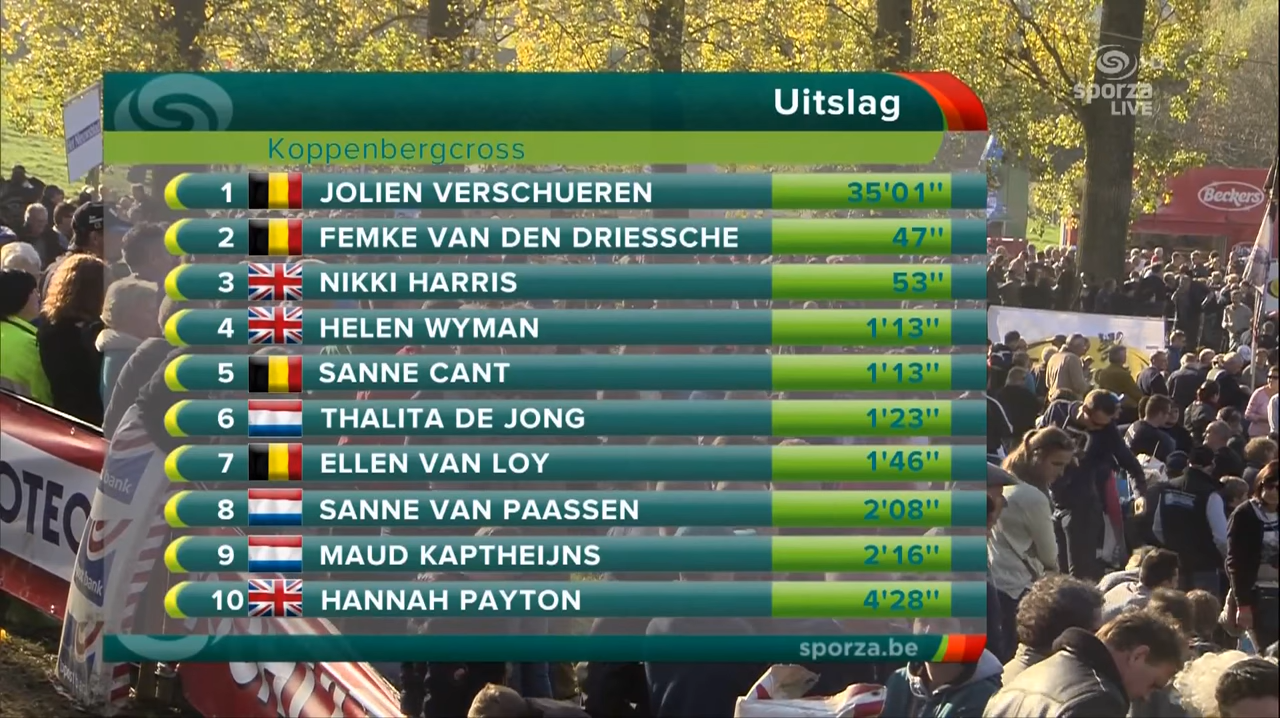 sporza
LIVE
Uitslag
Koppenbergcross
1 JOLIEN VERSCHUEREN 35'01''
2 FEMKE VAN DEN DRIESSCHE 47''
3 NIKKI HARRIS 53''
4 HELEN WYMAN 1'13''
5 SANNE CANT 1'13''
6 THALITA DE JONG 1'23''
7 ELLEN VAN LOY 1'46''
8 SANNE VAN PAASSEN 2'08''
9 MAUD KAPTHEIJNS 2'16''
10 HANNAH PAYTON 4'28''
sporza.be
Beckers
bank